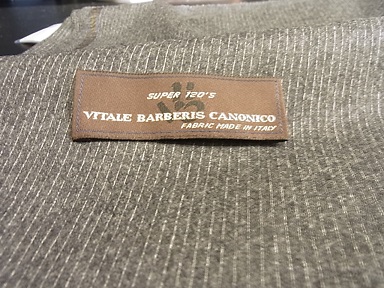 SUPER 120'S
VITALE BARBERIS CANONICO
FABRIC MADE IN ITALY